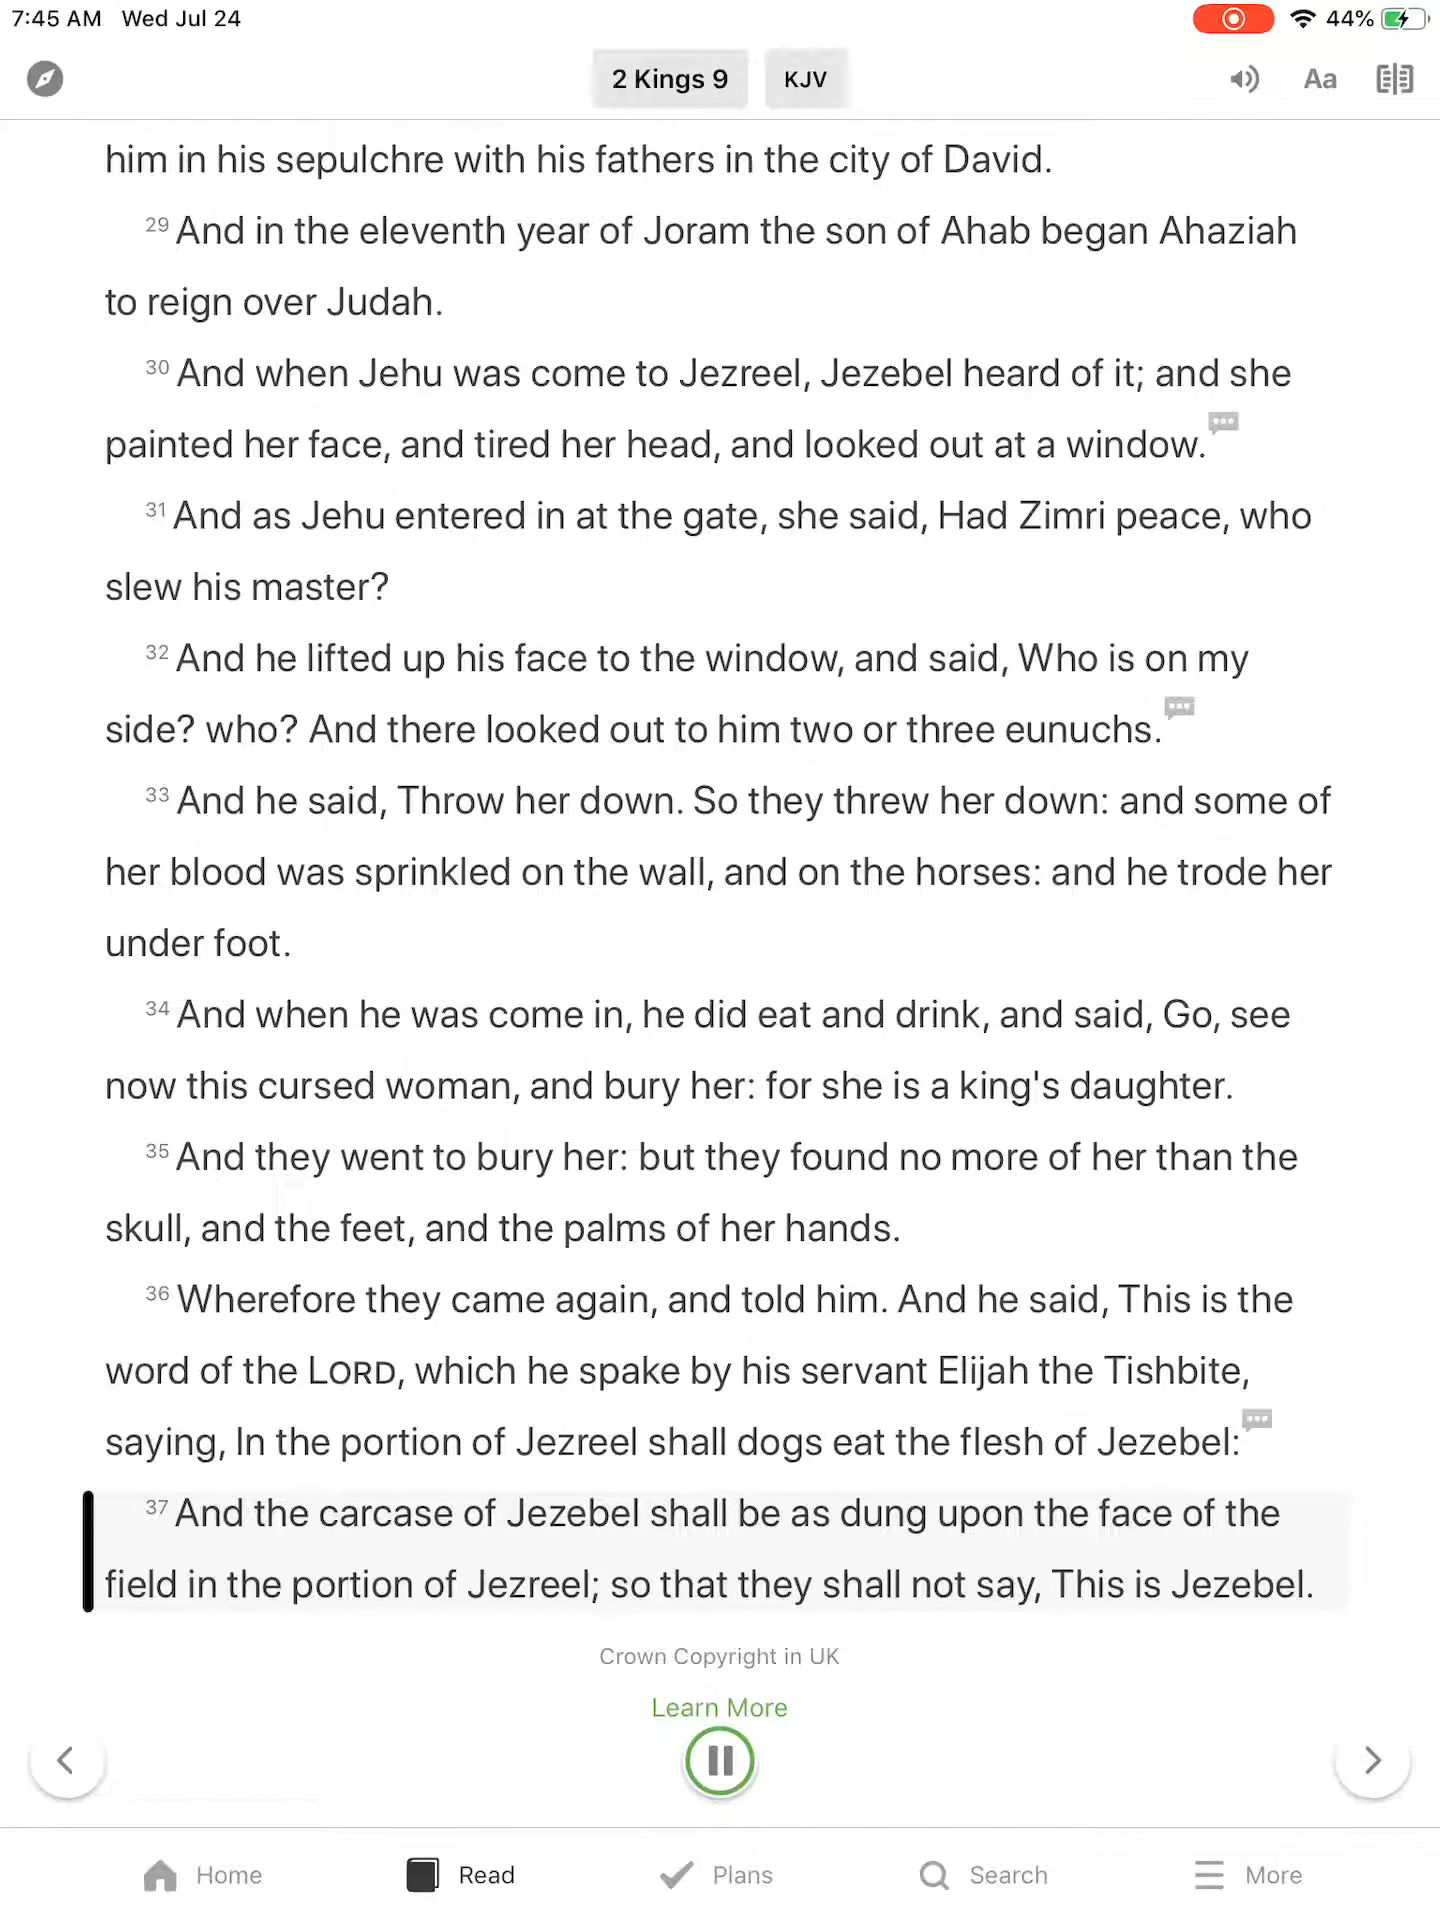 7:45 AM Wed Jul 24 44%
2 Kings 9 KJV Aa
him in his sepulchre with his fathers in the city of David.
29 And in the eleventh year of Joram the son of Ahab began Ahaziah
to reign over Judah.
30 And when Jehu was come to Jezreel, Jezebel heard of it; and she
painted her face, and tired her head, and looked out at a window.
31 And as Jehu entered in at the gate, she said, Had Zimri peace, who
slew his master?
32 And he lifted up his face to the window, and said, Who is on my
side? who? And there looked out to him two or three eunuchs.
33 And he said, Throw her down. So they threw her down: and some of
her blood was sprinkled on the wall, and on the horses: and he trode her
under foot.
34 And when he was come in, he did eat and drink, and said, Go, see
now this cursed woman, and bury her: for she is a king's daughter.
35 And they went to bury her: but they found no more of her than the
skull, and the feet, and the palms of her hands.
36 Wherefore they came again, and told him. And he said, This is the
word of the LORD, which he spake by his servant Elijah the Tishbite,
saying, In the portion of Jezreel shall dogs eat the flesh of Jezebel:
37 And the carcase of Jezebel shall be as dung upon the face of the
field in the portion of Jezreel; so that they shall not say, This is Jezebel.
Crown Copyright in UK
Learn More
Home Read Plans Search More